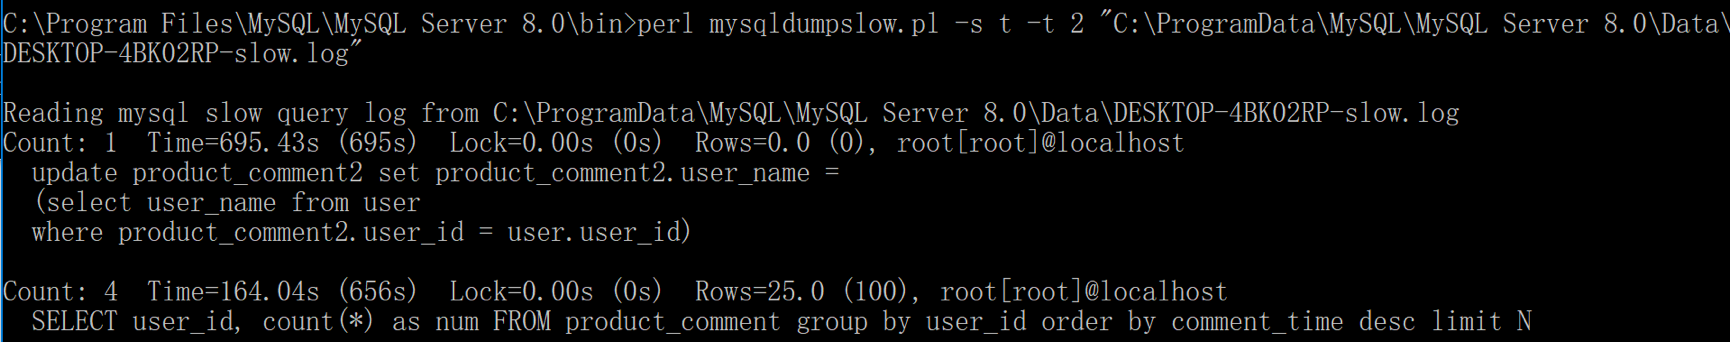 C:\Program Files\MySQL\MySQL Server 8.0\bin>perl mysqldumpslow.pl -s t -t 2 "C:\ProgramData\MySQL\MySQL Server 8.0\Data\
DESKTOP-4BK02RP-slow.log"
Reading mysql slow query log from C:\ProgramData\MySQL\MySQL Server 8.0\Data\DESKTOP-4BK02RP-slow.log
Count: 1  Time=695.43s (695s)  Lock=0.00s (0s)  Rows=0.0 (0), root[root]@localhost
  update product_comment2 set product_comment2.user_name =
  (select user_name from user
  where product_comment2.user_id = user.user_id)
Count: 4  Time=164.04s (656s)  Lock=0.00s (0s)  Rows=25.0 (100), root[root]@localhost
  SELECT user_id, count(*) as num FROM product_comment group by user_id order by comment_time desc limit N